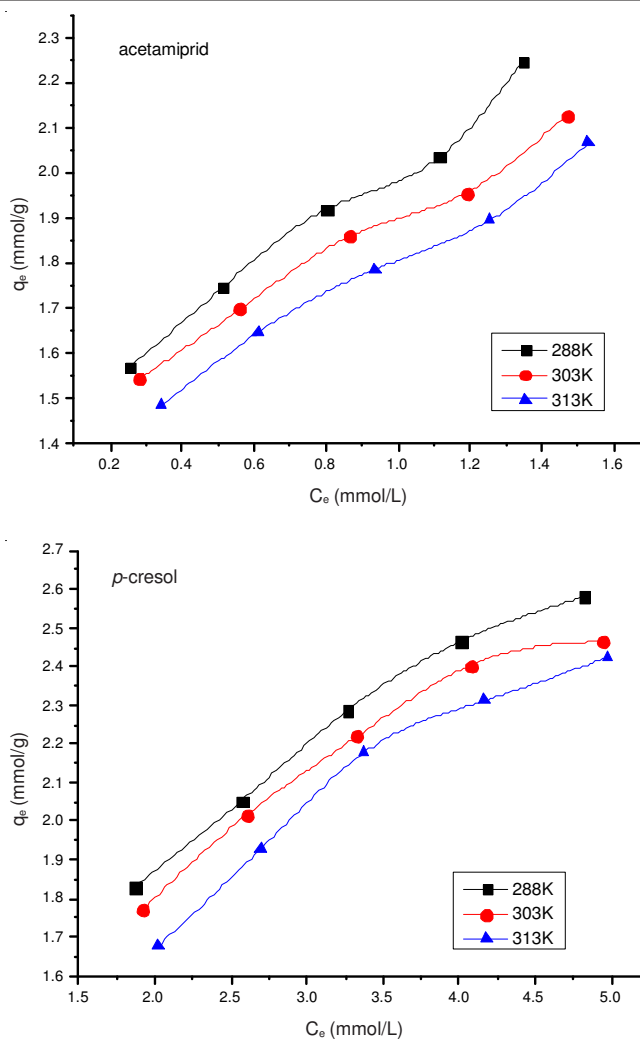 2.3
acetamiprid
2.2
2.1
2.0
1.9
1.8
1.7
1.6
1.5
1.4
qe (mmol/g)
288K
303K
313K
0.2 0.4 0.6 0.8 1.0 1.2 1.4 1.6
Ce (mmol/L)
2.7
p-cresol
2.6
2.5
2.4
2.3
2.2
2.1
2.0
1.9
1.8
1.7
1.6
qe (mmol/g)
288K
303K
313K
1.5 2.0 2.5 3.0 3.5 4.0 4.5 5.0
Ce (mmol/L)